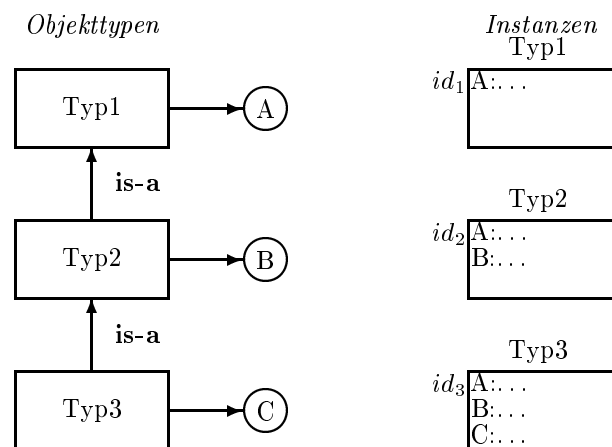 Objekttypen
Instanzen
Typ1
Typ1
A
id1
A:...
is-a
Typ2
Typ2
B
id2
A:...
B:...
is-a
Typ3
Typ3
C
id3
A:...
B:...
C:...